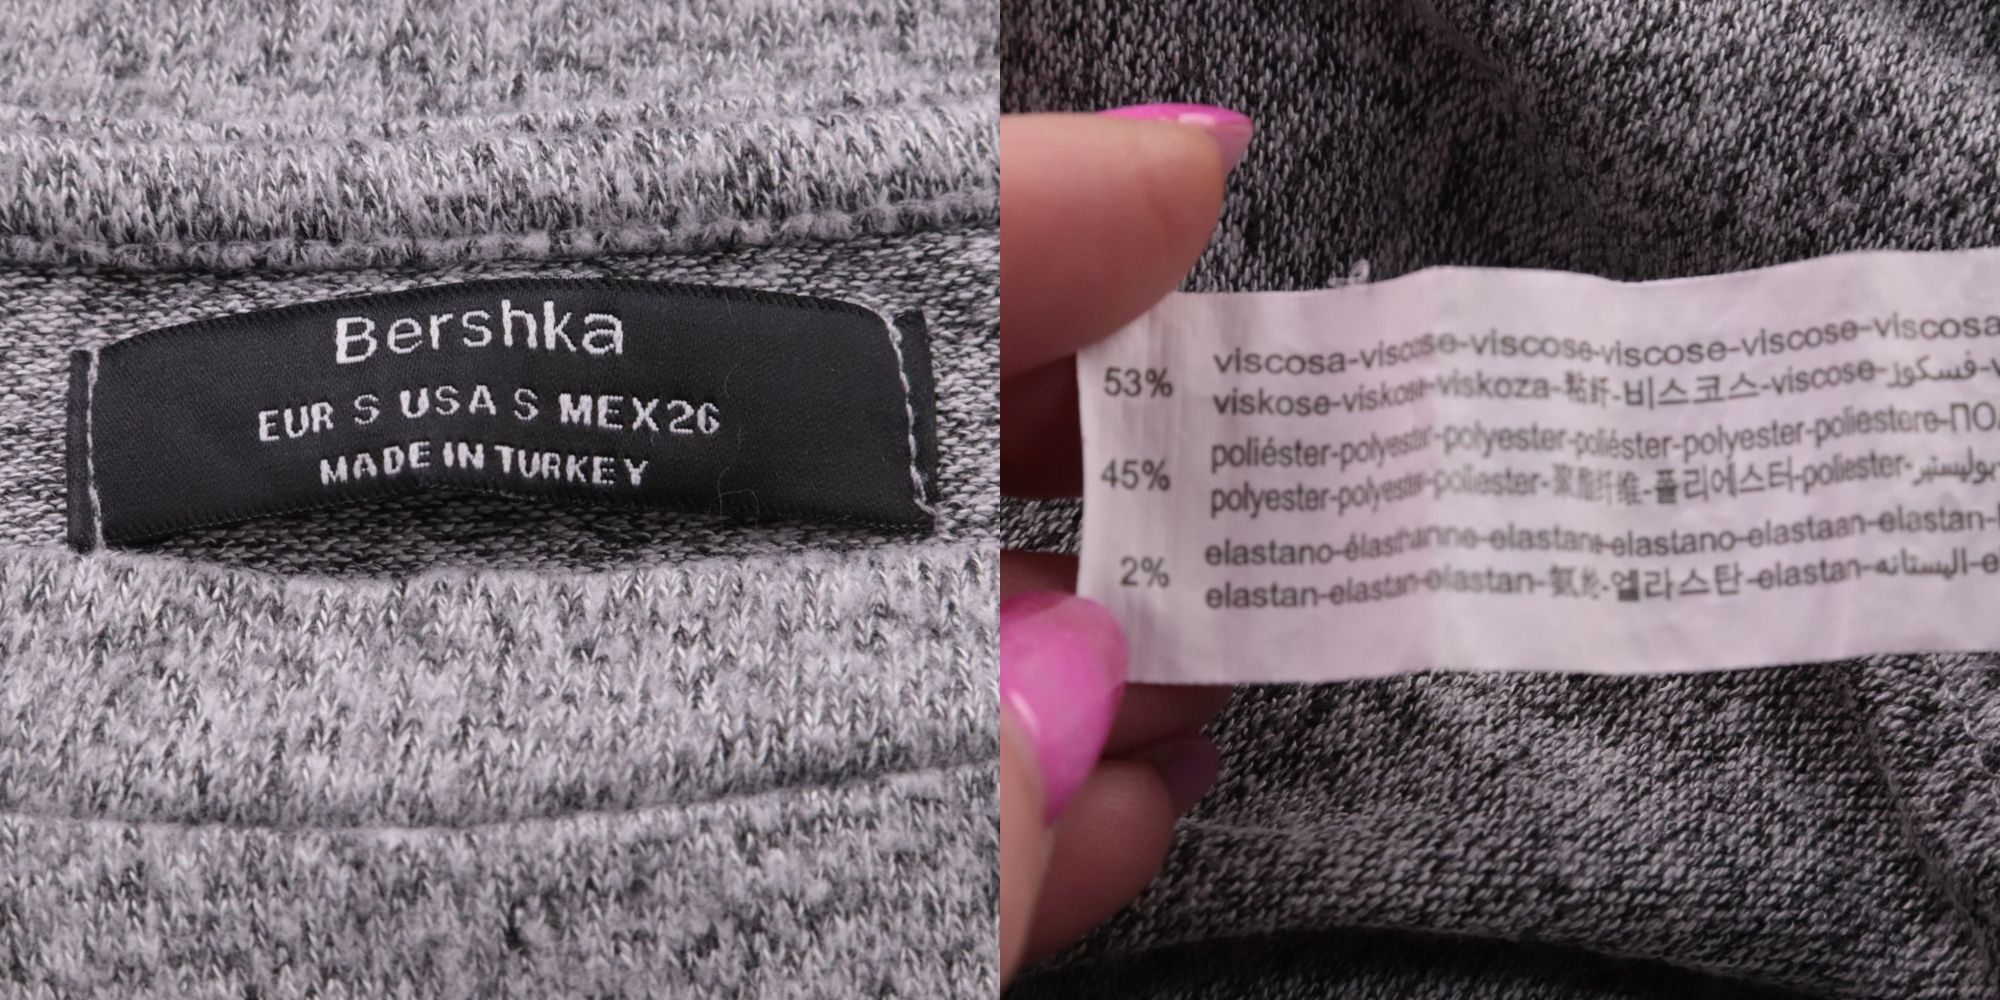 Bershka
EUR S USA S MEX26
MADE IN TURKEY
53% viscosa-viscose-viscose-viscose-viscose-viscosa
viskose-viskose-viskoza-粘纤-비스코스-viscose-فسكوز-v
45% poliéster-polyester-polyester-poliéster-polyester-poliestere-ПОЛ
polyester-polyester-poliester-聚酯纤维-폴리에스터-poliester-بوليستير
2% elastano-élasthanne-elastane-elastano-elastaan-elastan-
elastan-elastan-elastan-氨纶-엘라스탄-elastan-اليستانه-e